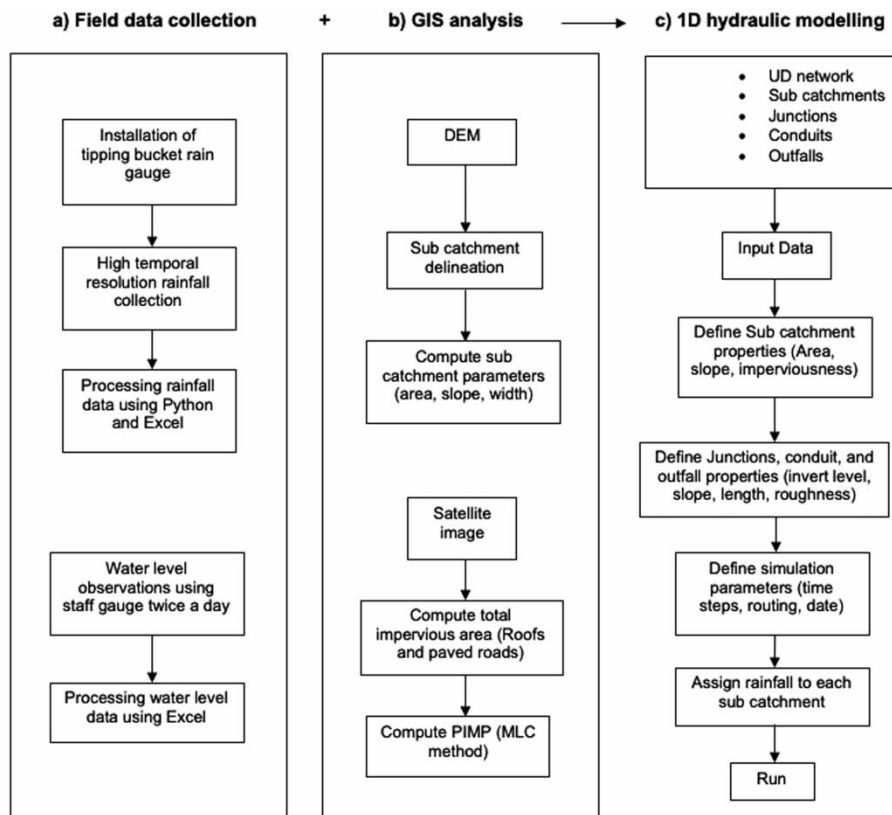 a) Field data collection + b) GIS analysis c) 1D hydraulic modelling
Installation of
tipping bucket rain
gauge
High temporal
resolution rainfall
collection
Processing rainfall
data using Python
and Excel
Water level
observations using
staff gauge twice a day
Processing water level
data using Excel
DEM
Sub catchment
delineation
Compute sub
catchment parameters
(area, slope, width)
Satellite
image
Compute total
impervious area (Roofs
and paved roads)
Compute PIMP (MLC
method)
• UD network
• Sub catchments
• Junctions
• Conduits
• Outfalls
Input Data
Define Sub catchment
properties (Area,
slope, imperviousness)
Define Junctions, conduit, and
outfall properties (invert level,
slope, length, roughness)
Define simulation
parameters (time
steps, routing, date)
Assign rainfall to each
sub catchment
Run